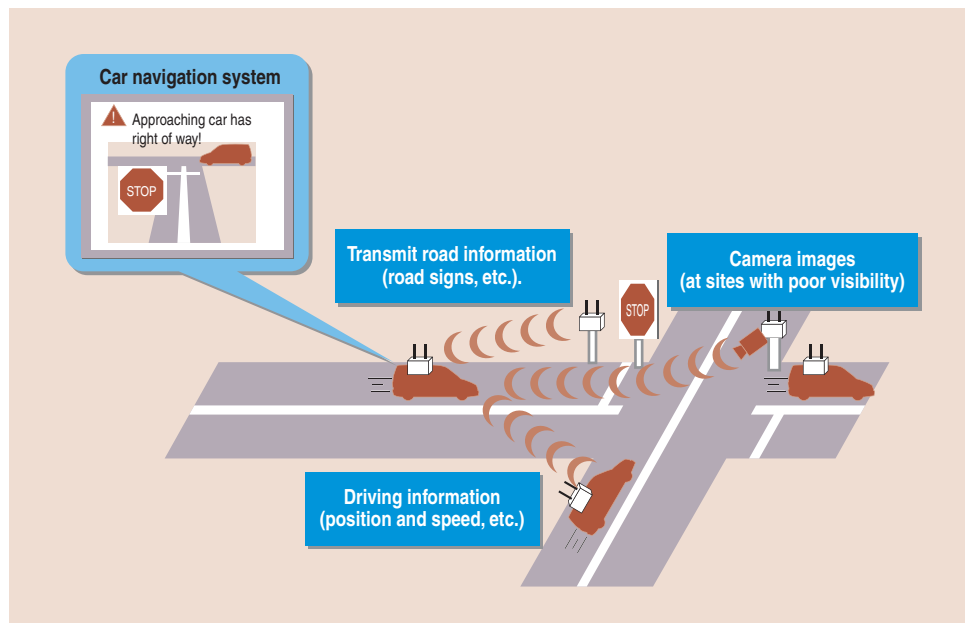 Car navigation system
! Approaching car has
right of way!
STOP
Transmit road information
(road signs, etc.).
Camera images
(at sites with poor visibility)
STOP
Driving information
(position and speed, etc.)